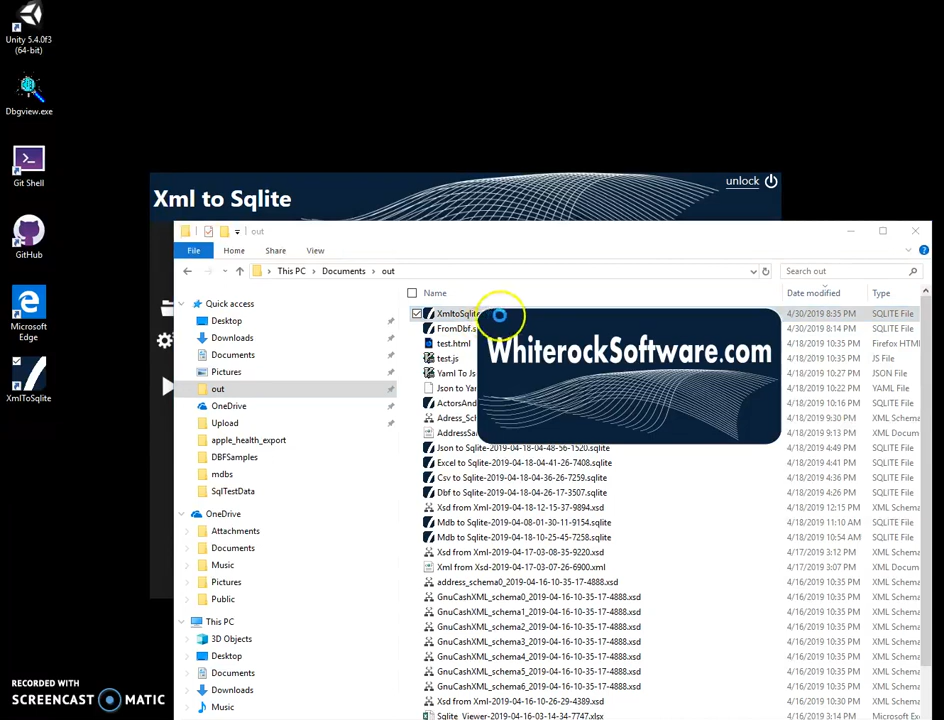 Unity 5.4.0f3
(64-bit)
Dbgview.exe
Git Shell
GitHub
Microsoft
Edge
XmlToSqlite
Xml to Sqlite
unlock
out
File
Home
Share
View
This PC
Documents
out
Search out
Name
Date modified
Type
Quick access
Desktop
Downloads
Documents
Pictures
out
OneDrive
Upload
apple_health_export
DBFSamples
mdbs
SqlTestData
OneDrive
Attachments
Documents
Music
Pictures
Public
This PC
3D Objects
Desktop
Documents
Downloads
Music
XmltoSqlite 4/30/2019 8:35 PM SQLITE File
FromDbf.s 4/30/2019 8:14 PM SQLITE File
test.html 4/18/2019 10:35 PM Firefox HTM
test.js 4/18/2019 10:35 PM JS File
Yaml To Js 4/18/2019 10:27 PM JSON File
Json to Ya 4/18/2019 10:22 PM YAML File
ActorsAnd 4/18/2019 10:16 PM SQLITE File
Adress_Sc 4/18/2019 9:30 PM XML Schema
AddressSa 4/18/2019 9:13 PM XML Docum
Json to Sqlite-2019-04-18-04-48-56-1520.sqlite 4/18/2019 4:49 PM SQLITE File
Excel to Sqlite-2019-04-18-04-41-26-7408.sqlite 4/18/2019 4:42 PM SQLITE File
Csv to Sqlite-2019-04-18-04-36-26-7259.sqlite 4/18/2019 4:36 PM SQLITE File
Dbf to Sqlite-2019-04-18-04-26-17-3507.sqlite 4/18/2019 4:26 PM SQLITE File
Xsd from Xml-2019-04-18-12-15-37-9894.xsd 4/18/2019 12:15 PM XML Schema
Mdb to Sqlite-2019-04-08-01-30-11-9154.sqlite 4/18/2019 11:10 AM SQLITE File
Mdb to Sqlite-2019-04-18-10-25-45-7258.sqlite 4/18/2019 10:54 AM SQLITE File
Xsd from Xml-2019-04-17-03-08-35-9220.xsd 4/17/2019 3:12 PM XML Schema
Xml from Xsd-2019-04-17-03-07-26-6900.xml 4/17/2019 3:07 PM XML Docum
address_schema0_2019-04-16-10-35-17-4888.xsd 4/16/2019 10:35 PM XML Schema
GnuCashXML_schema0_2019-04-16-10-35-17-4888.xsd 4/16/2019 10:35 PM XML Schema
GnuCashXML_schema1_2019-04-16-10-35-17-4888.xsd 4/16/2019 10:35 PM XML Schema
GnuCashXML_schema2_2019-04-16-10-35-17-4888.xsd 4/16/2019 10:35 PM XML Schema
GnuCashXML_schema3_2019-04-16-10-35-17-4888.xsd 4/16/2019 10:35 PM XML Schema
GnuCashXML_schema4_2019-04-16-10-35-17-4888.xsd 4/16/2019 10:35 PM XML Schema
GnuCashXML_schema5_2019-04-16-10-35-17-4888.xsd 4/16/2019 10:35 PM XML Schema
GnuCashXML_schema6_2019-04-16-10-35-17-4888.xsd 4/16/2019 10:35 PM XML Schema
Xsd from Xml-2019-04-16-10-26-29-4389.xsd 4/16/2019 10:35 PM XML Schema
Sqlite_Viewer-2019-04-16-03-14-34-7747.xlsx 4/16/2019 3:14 PM Microsoft Ex
WhiterockSoftware.com
RECORDED WITH
SCREENCAST MATIC